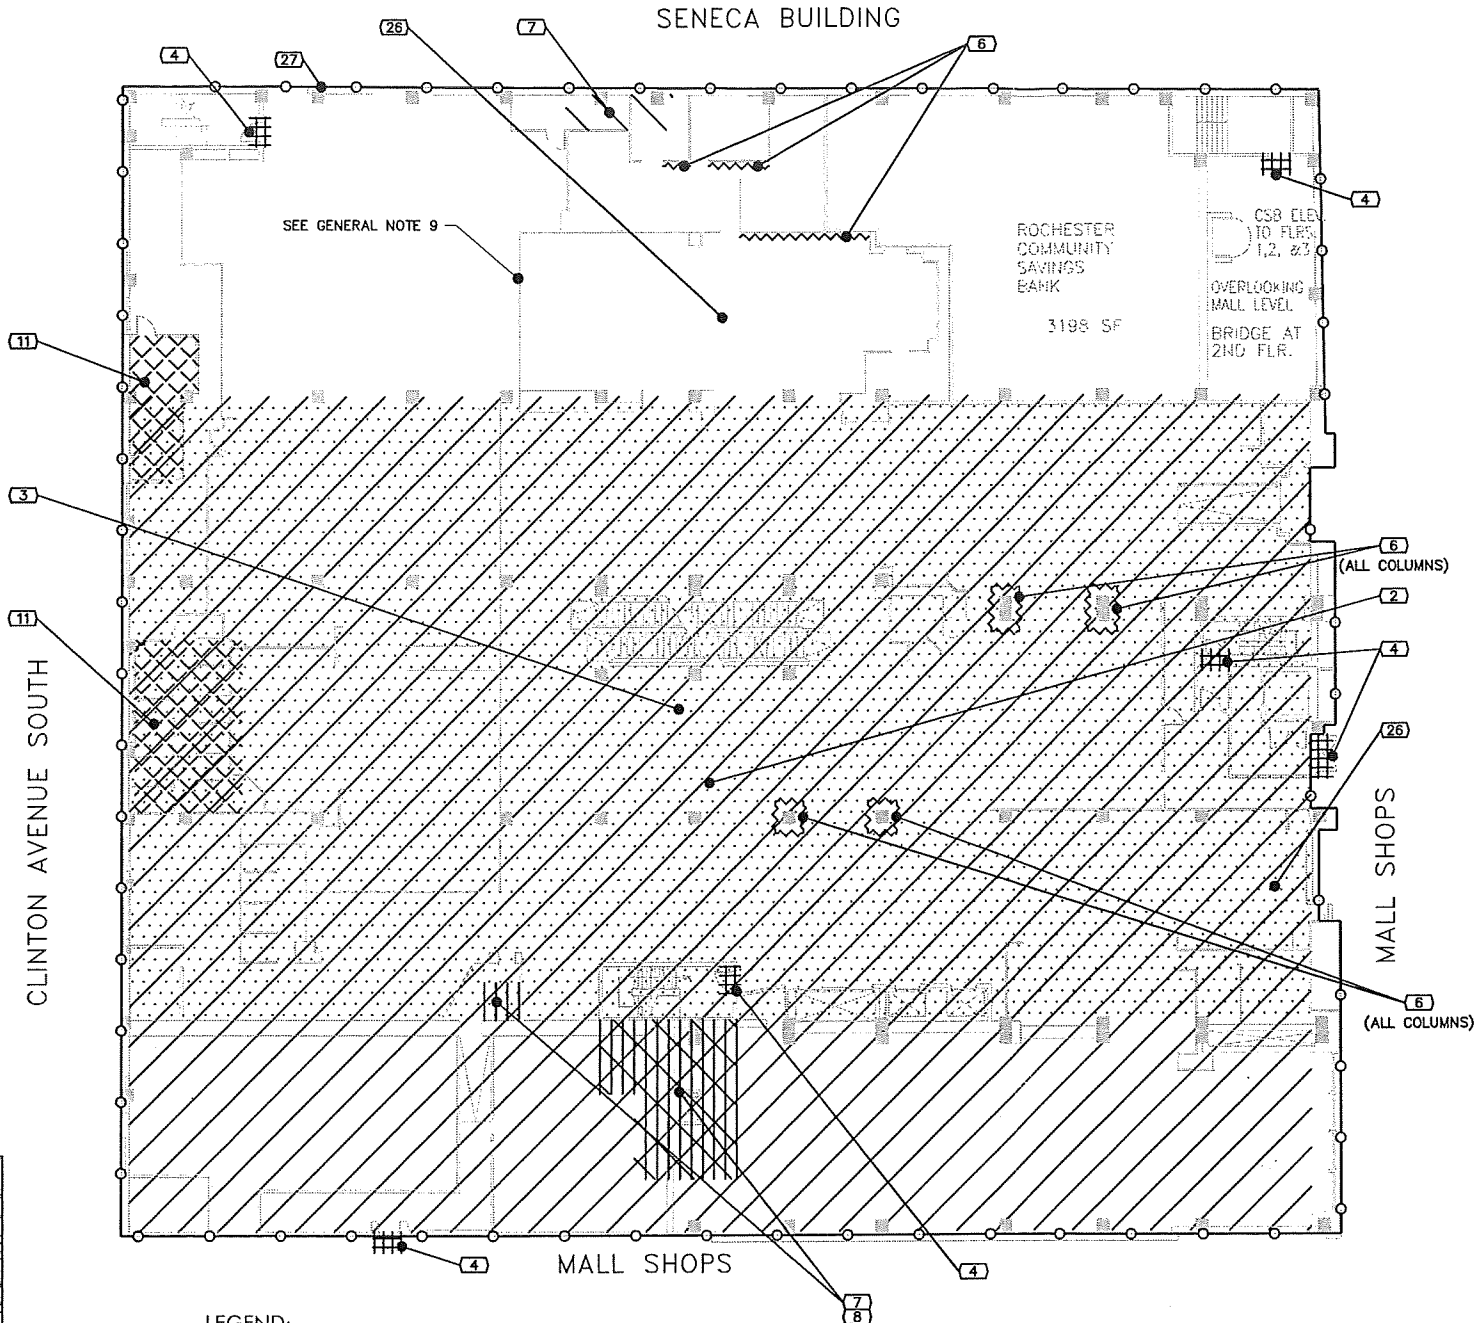 SENECA BUILDING
26
7
6
4
27
4
SEE GENERAL NOTE 9
ROCHESTER
COMMUNITY
SAVINGS
BANK
3198 SF
CSB ELEV
TO FLRS
1,2, &3
OVERLOOKING
MALL LEVEL
BRIDGE AT
2ND FLR.
11
3
6
(ALL COLUMNS)
2
11
4
CLINTON AVENUE SOUTH
26
MALL SHOPS
6
(ALL COLUMNS)
4
MALL SHOPS
4
7
8
LEGEND: